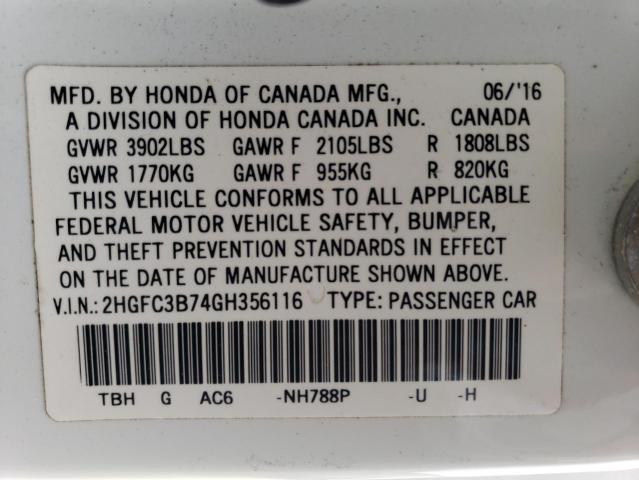 MFD. BY HONDA OF CANADA MFG., 06/'16
A DIVISION OF HONDA CANADA INC. CANADA
GVWR 3902LBS GAWR F 2105LBS R 1808LBS
GVWR 1770KG GAWR F 955KG R 820KG
THIS VEHICLE CONFORMS TO ALL APPLICABLE
FEDERAL MOTOR VEHICLE SAFETY, BUMPER,
AND THEFT PREVENTION STANDARDS IN EFFECT
ON THE DATE OF MANUFACTURE SHOWN ABOVE.
V.I.N.: 2HGFC3B74GH356116 TYPE: PASSENGER CAR
TBH G AC6 -NH788P -U -H